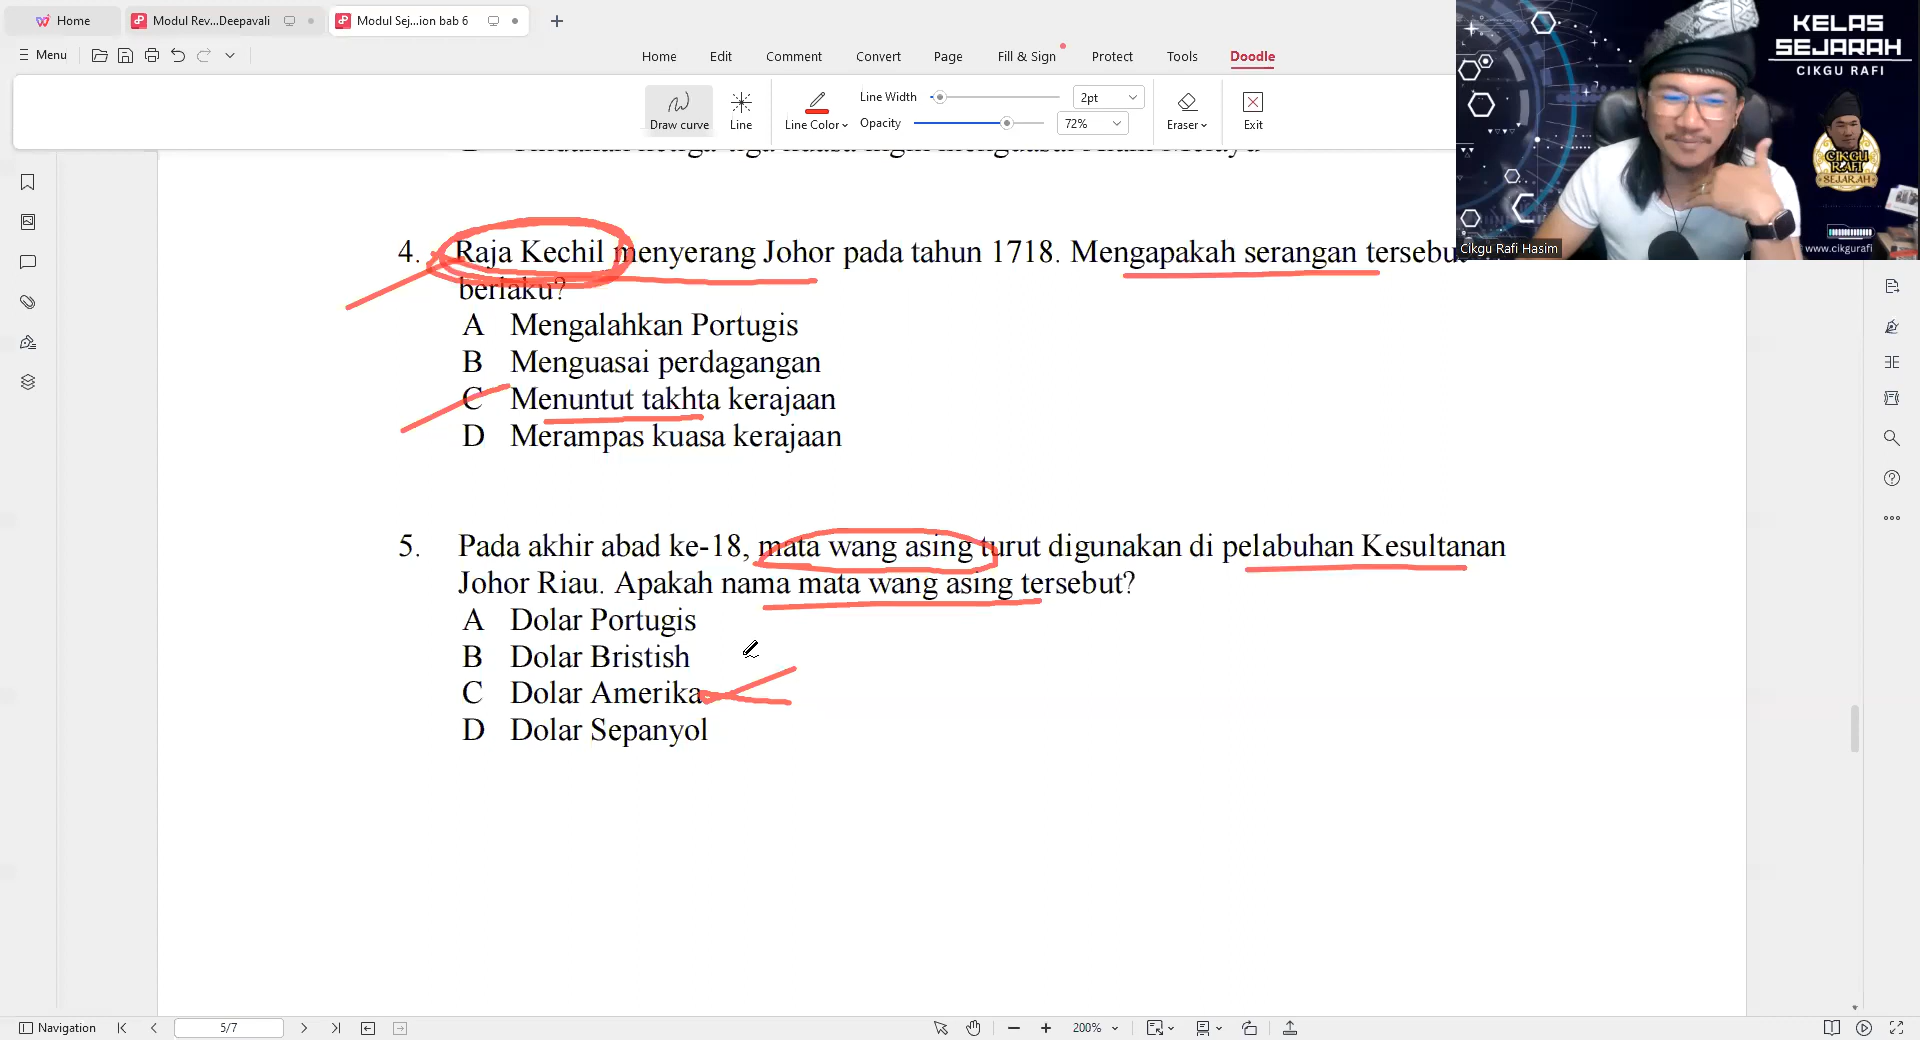 Home
Modul Rev...Deepavali
Modul Sej...ion bab 6
Menu
Home Edit Comment Convert Page Fill & Sign Protect Tools Doodle
Draw curve
Line
Line Color
Line Width
2pt
Opacity
72%
Eraser
Exit
KELAS
SEJARAH
CIKGU RAFI
CIKGU
RAFI
SEJARAH
www.cikgurafi
Cikgu Rafi Hasim
4. Raja Kechil menyerang Johor pada tahun 1718. Mengapakah serangan tersebut
berlaku?
A Mengalahkan Portugis
B Menguasai perdagangan
C Menuntut takhta kerajaan
D Merampas kuasa kerajaan
5. Pada akhir abad ke-18, mata wang asing turut digunakan di pelabuhan Kesultanan
Johor Riau. Apakah nama mata wang asing tersebut?
A Dolar Portugis
B Dolar Bristish
C Dolar Amerika
D Dolar Sepanyol
Navigation
5/7
200%